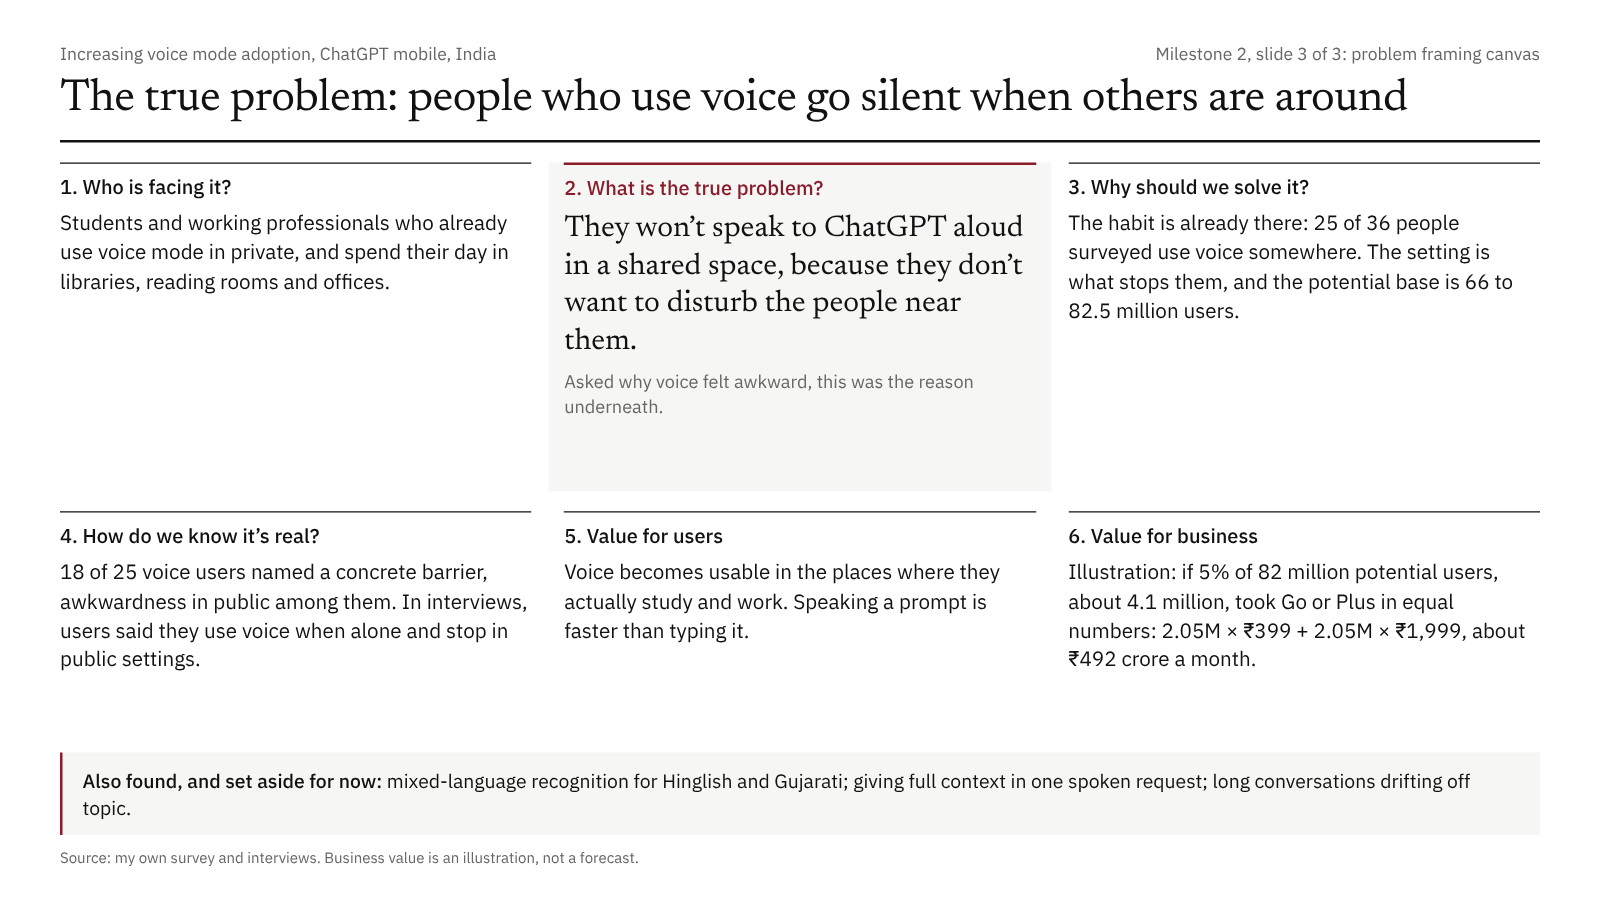 Increasing voice mode adoption, ChatGPT mobile, India
Milestone 2, slide 3 of 3: problem framing canvas
The true problem: people who use voice go silent when others are around
1. Who is facing it?
Students and working professionals who already
use voice mode in private, and spend their day in
libraries, reading rooms and offices.
2. What is the true problem?
They won’t speak to ChatGPT aloud
in a shared space, because they don’t
want to disturb the people near
them.
Asked why voice felt awkward, this was the reason
underneath.
3. Why should we solve it?
The habit is already there: 25 of 36 people
surveyed use voice somewhere. The setting is
what stops them, and the potential base is 66 to
82.5 million users.
4. How do we know it’s real?
18 of 25 voice users named a concrete barrier,
awkwardness in public among them. In interviews,
users said they use voice when alone and stop in
public settings.
5. Value for users
Voice becomes usable in the places where they
actually study and work. Speaking a prompt is
faster than typing it.
6. Value for business
Illustration: if 5% of 82 million potential users,
about 4.1 million, took Go or Plus in equal
numbers: 2.05M × ₹399 + 2.05M × ₹1,999, about
₹492 crore a month.
Also found, and set aside for now: mixed-language recognition for Hinglish and Gujarati; giving full context in one spoken request; long conversations drifting off
topic.
Source: my own survey and interviews. Business value is an illustration, not a forecast.